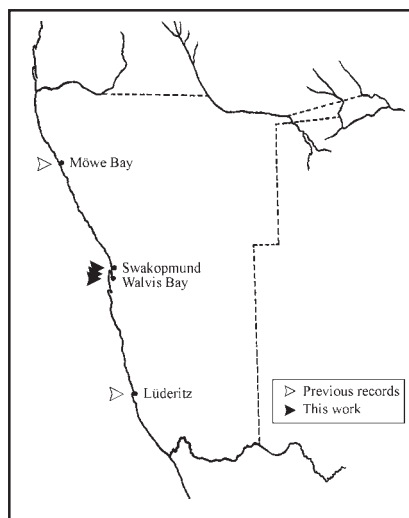 Möwe Bay
Swakopmund
Walvis Bay
Lüderitz
Previous records
This work